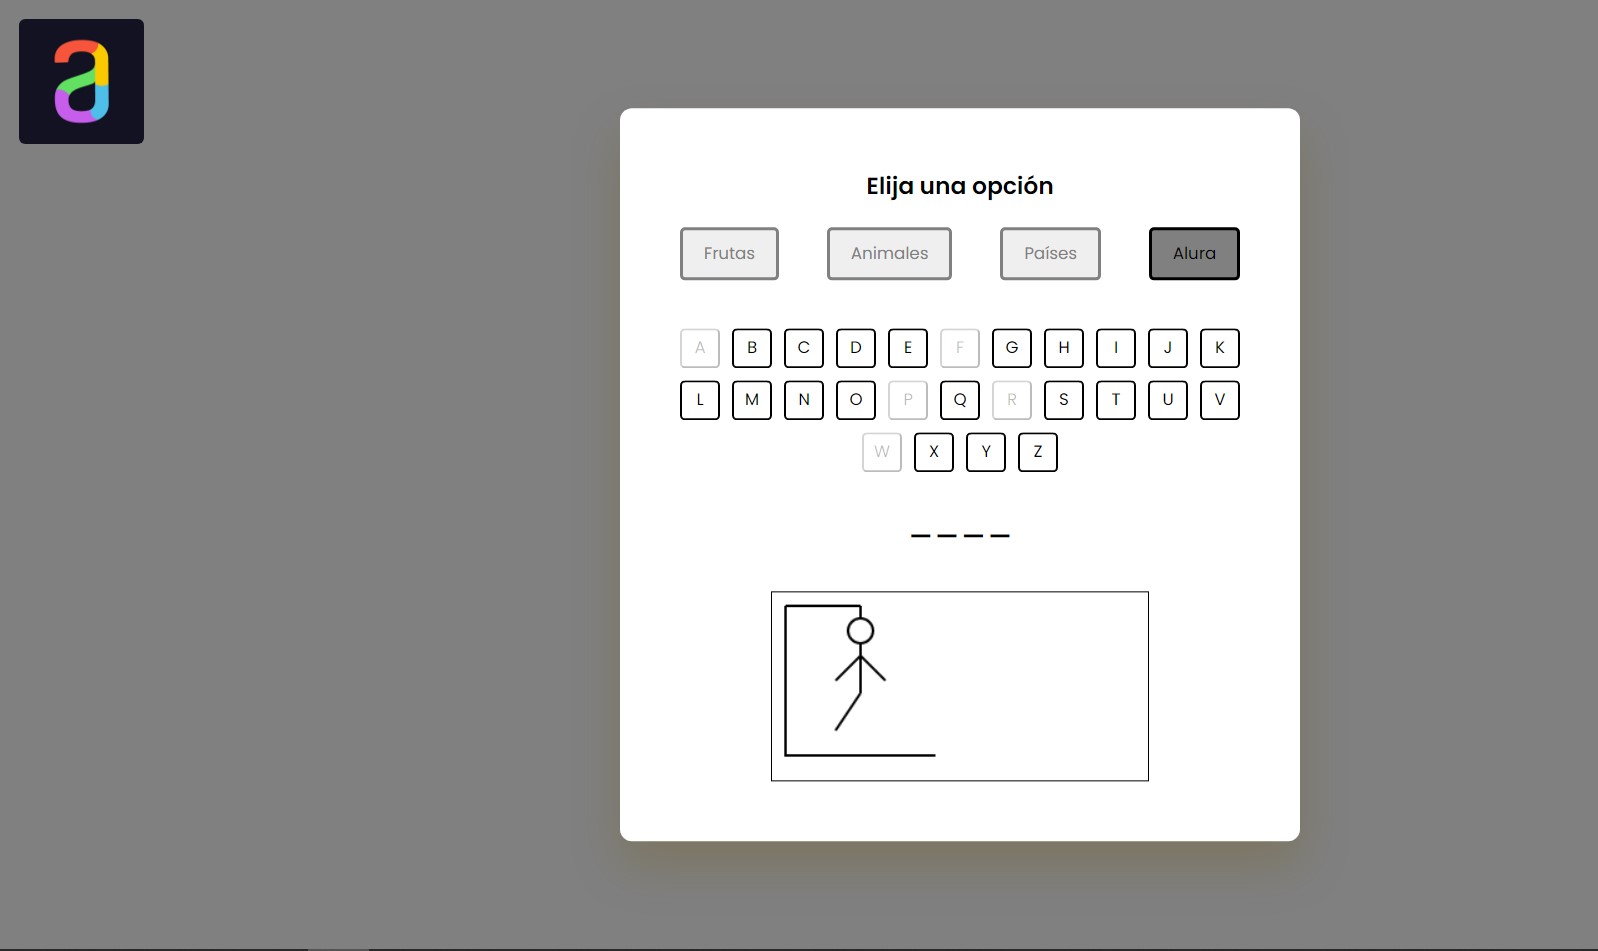 Elija una opción
Frutas Animales Países Alura
A B C D E F G H I J K
L M N O P Q R S T U V
W X Y Z
_ _ _ _